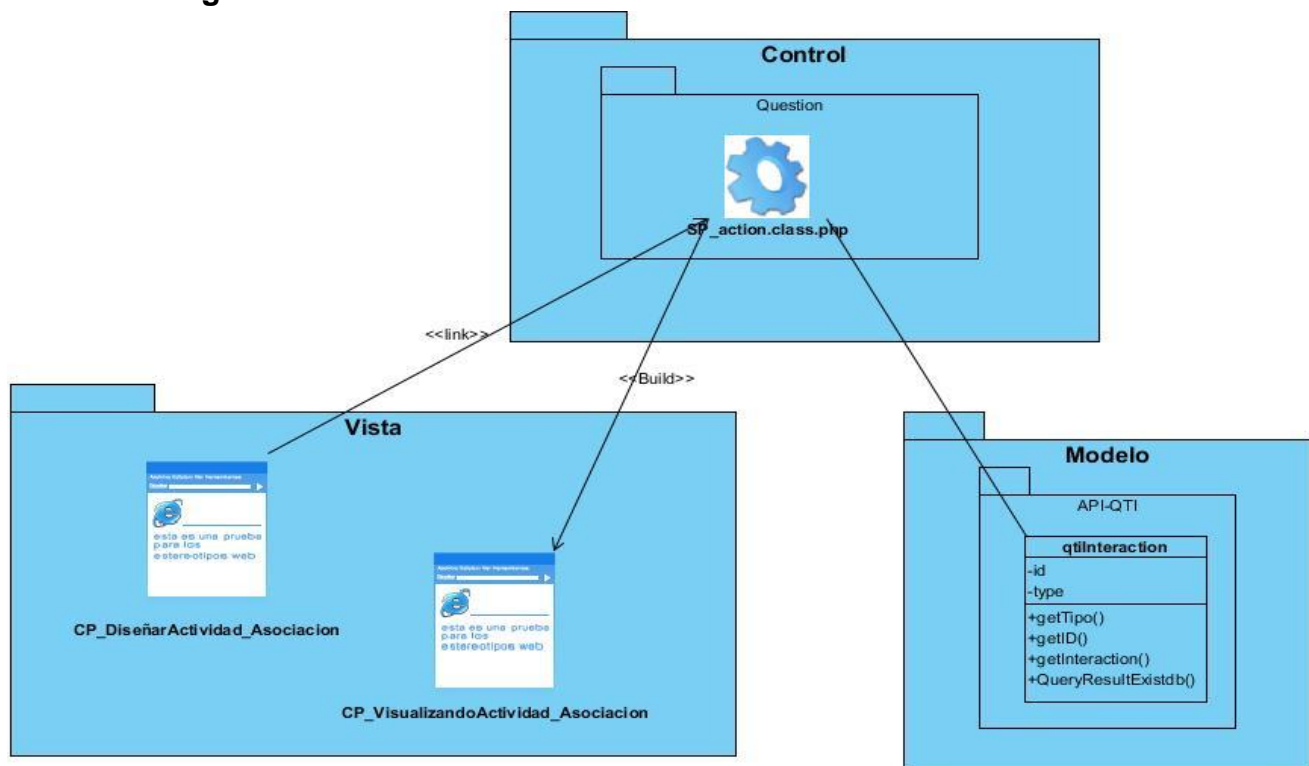 g
Control
Question
SP_action.class.php
<<link>>
<<Build>>
Vista
esta es una prueba
para los
estereotipos web
CP_DiseñarActividad_Asociacion
esta es una prueba
para los
estereotipos web
CP_VisualizandoActividad_Asociacion
Modelo
API-QTI
qtiInteraction
-id
-type
+getTipo()
+getID()
+getInteraction()
+QueryResultExistdb()